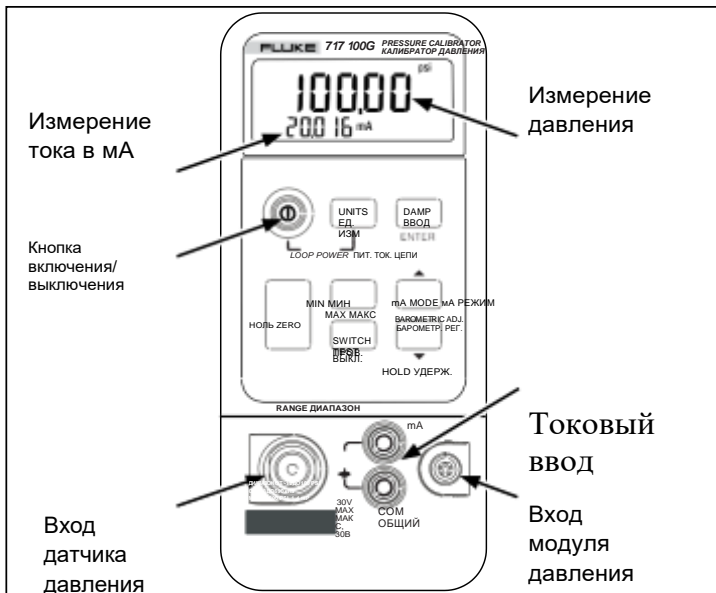 FLUKE 717 100G PRESSURE CALIBRATOR
КАЛИБРАТОР ДАВЛЕНИЯ
psi
100,00
20.016 mA
Измерение
тока в мА
Измерение
давления
Кнопка
включения/
выключения
UNITS
ЕД.
ИЗМ
DAMP
ВВОД
ENTER
LOOP POWER ПИТ. ТОК. ЦЕПИ
НОЛЬ ZERO
MIN МИН
MAX МАКС
mA MODE мА РЕЖИМ
BAROMETRIC ADJ.
БАРОМЕТР. РЕГ.
SWITCH
ВЫКЛ.
HOLD УДЕРЖ.
RANGE ДИАПАЗОН
mA
Токовый
ввод
30V
MAX
МАК
С.
30В
COM
ОБЩИЙ
Вход
датчика
давления
Вход
модуля
давления